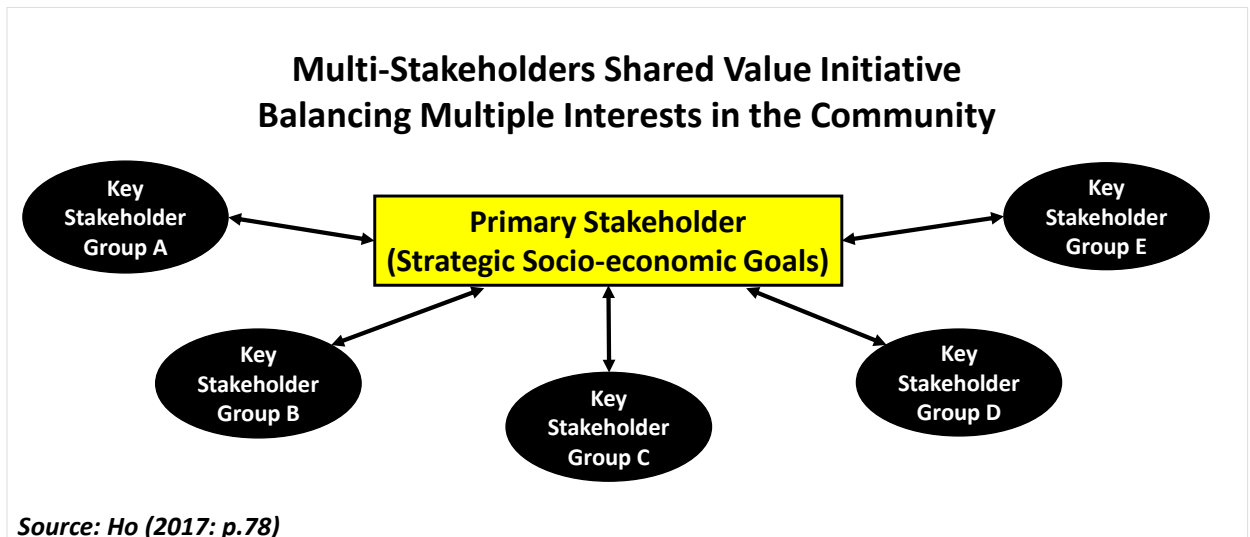 Multi-Stakeholders Shared Value Initiative
Balancing Multiple Interests in the Community
Key
Stakeholder
Group A
Primary Stakeholder
(Strategic Socio-economic Goals)
Key
Stakeholder
Group E
Key
Stakeholder
Group B
Key
Stakeholder
Group C
Key
Stakeholder
Group D
Source: Ho (2017: p.78)